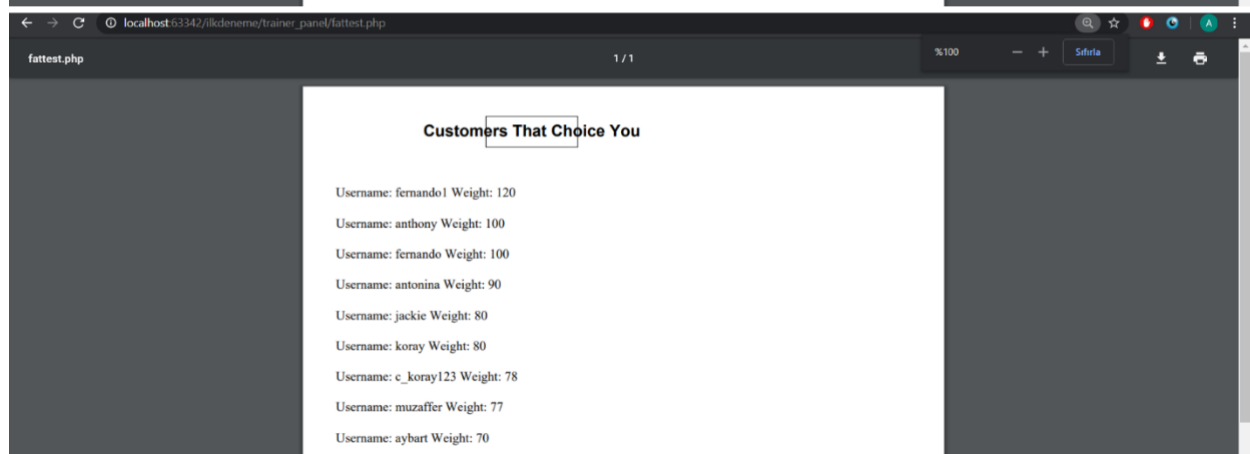 localhost:63342/ilkdeneme/trainer_panel/fattest.php
A
fattest.php
1 / 1
%100
Sıfırla
Customers That Choice You
Username: fernando1 Weight: 120
Username: anthony Weight: 100
Username: fernando Weight: 100
Username: antonina Weight: 90
Username: jackie Weight: 80
Username: koray Weight: 80
Username: c_koray123 Weight: 78
Username: muzaffer Weight: 77
Username: aybart Weight: 70